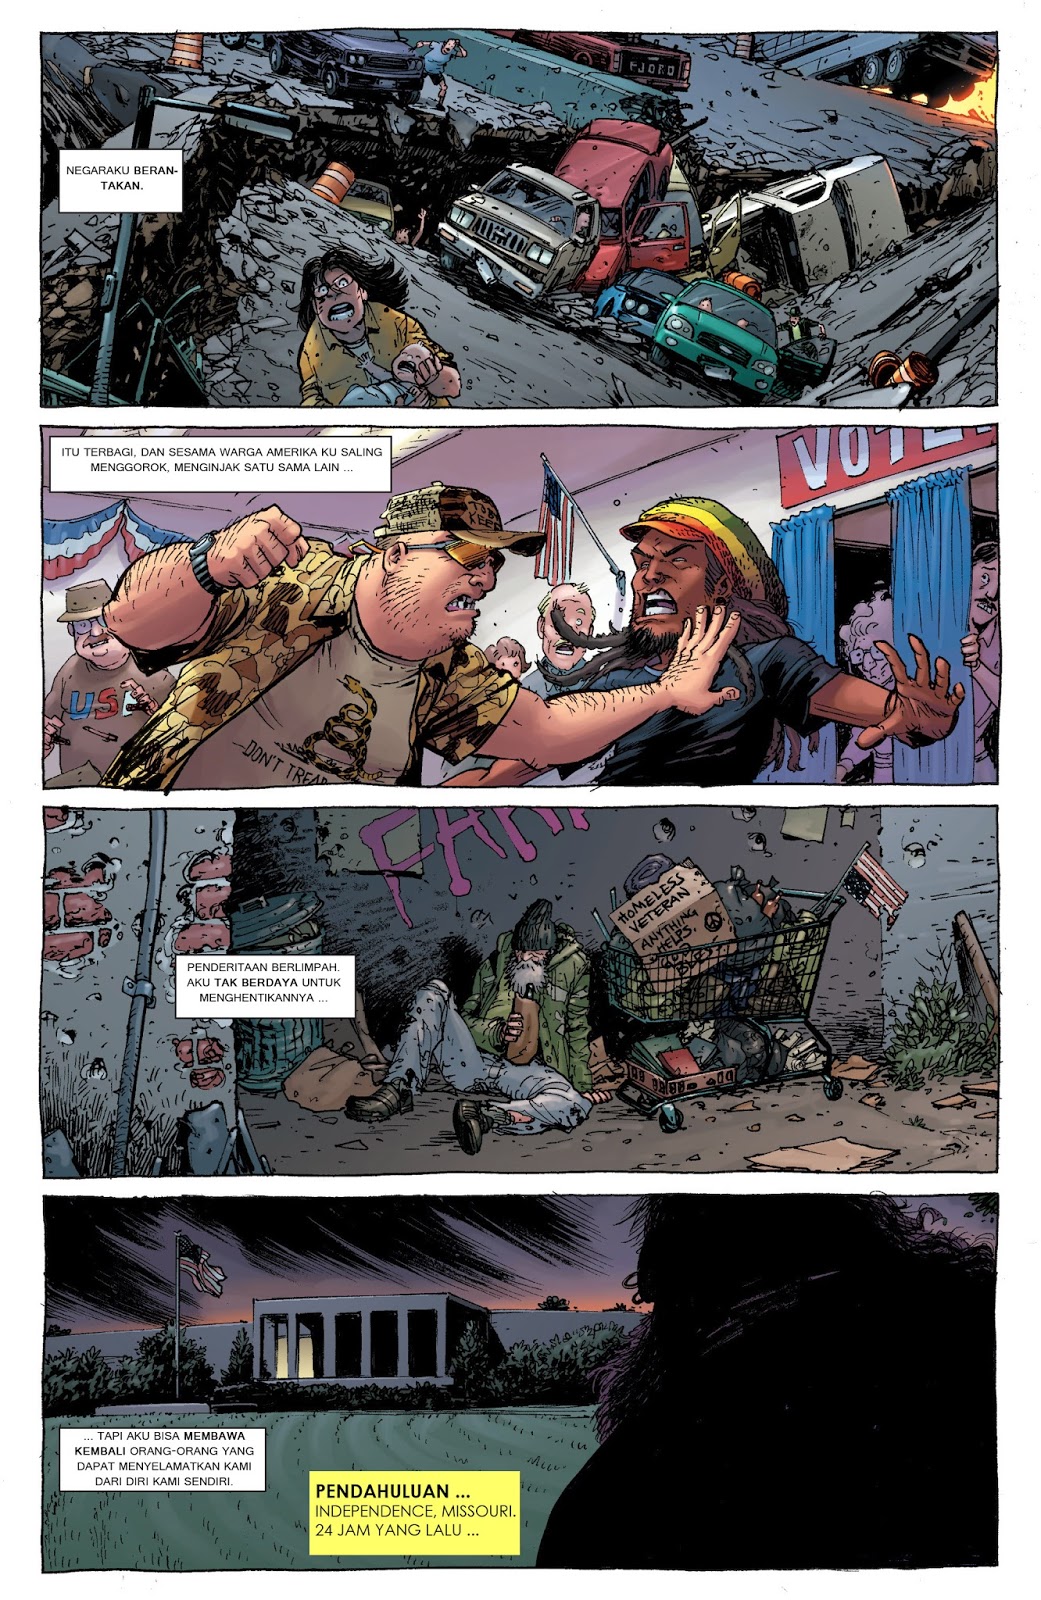 FJORD
NEGARAKU BERAN-
TAKAN.
ITU TERBAGI, DAN SESAMA WARGA AMERIKA KU SALING
MENGGOROK, MENGINJAK SATU SAMA LAIN ...
VOTE
USA
DON'T TREAD
PENDERITAAN BERLIMPAH.
AKU TAK BERDAYA UNTUK
MENGHENTIKANNYA ...
HOMELESS
VETERAN
ANYTHING
HELPS.
... TAPI AKU BISA MEMBAWA
KEMBALI ORANG-ORANG YANG
DAPAT MENYELAMATKAN KAMI
DARI DIRI KAMI SENDIRI.
PENDAHULUAN ...
INDEPENDENCE, MISSOURI.
24 JAM YANG LALU ...